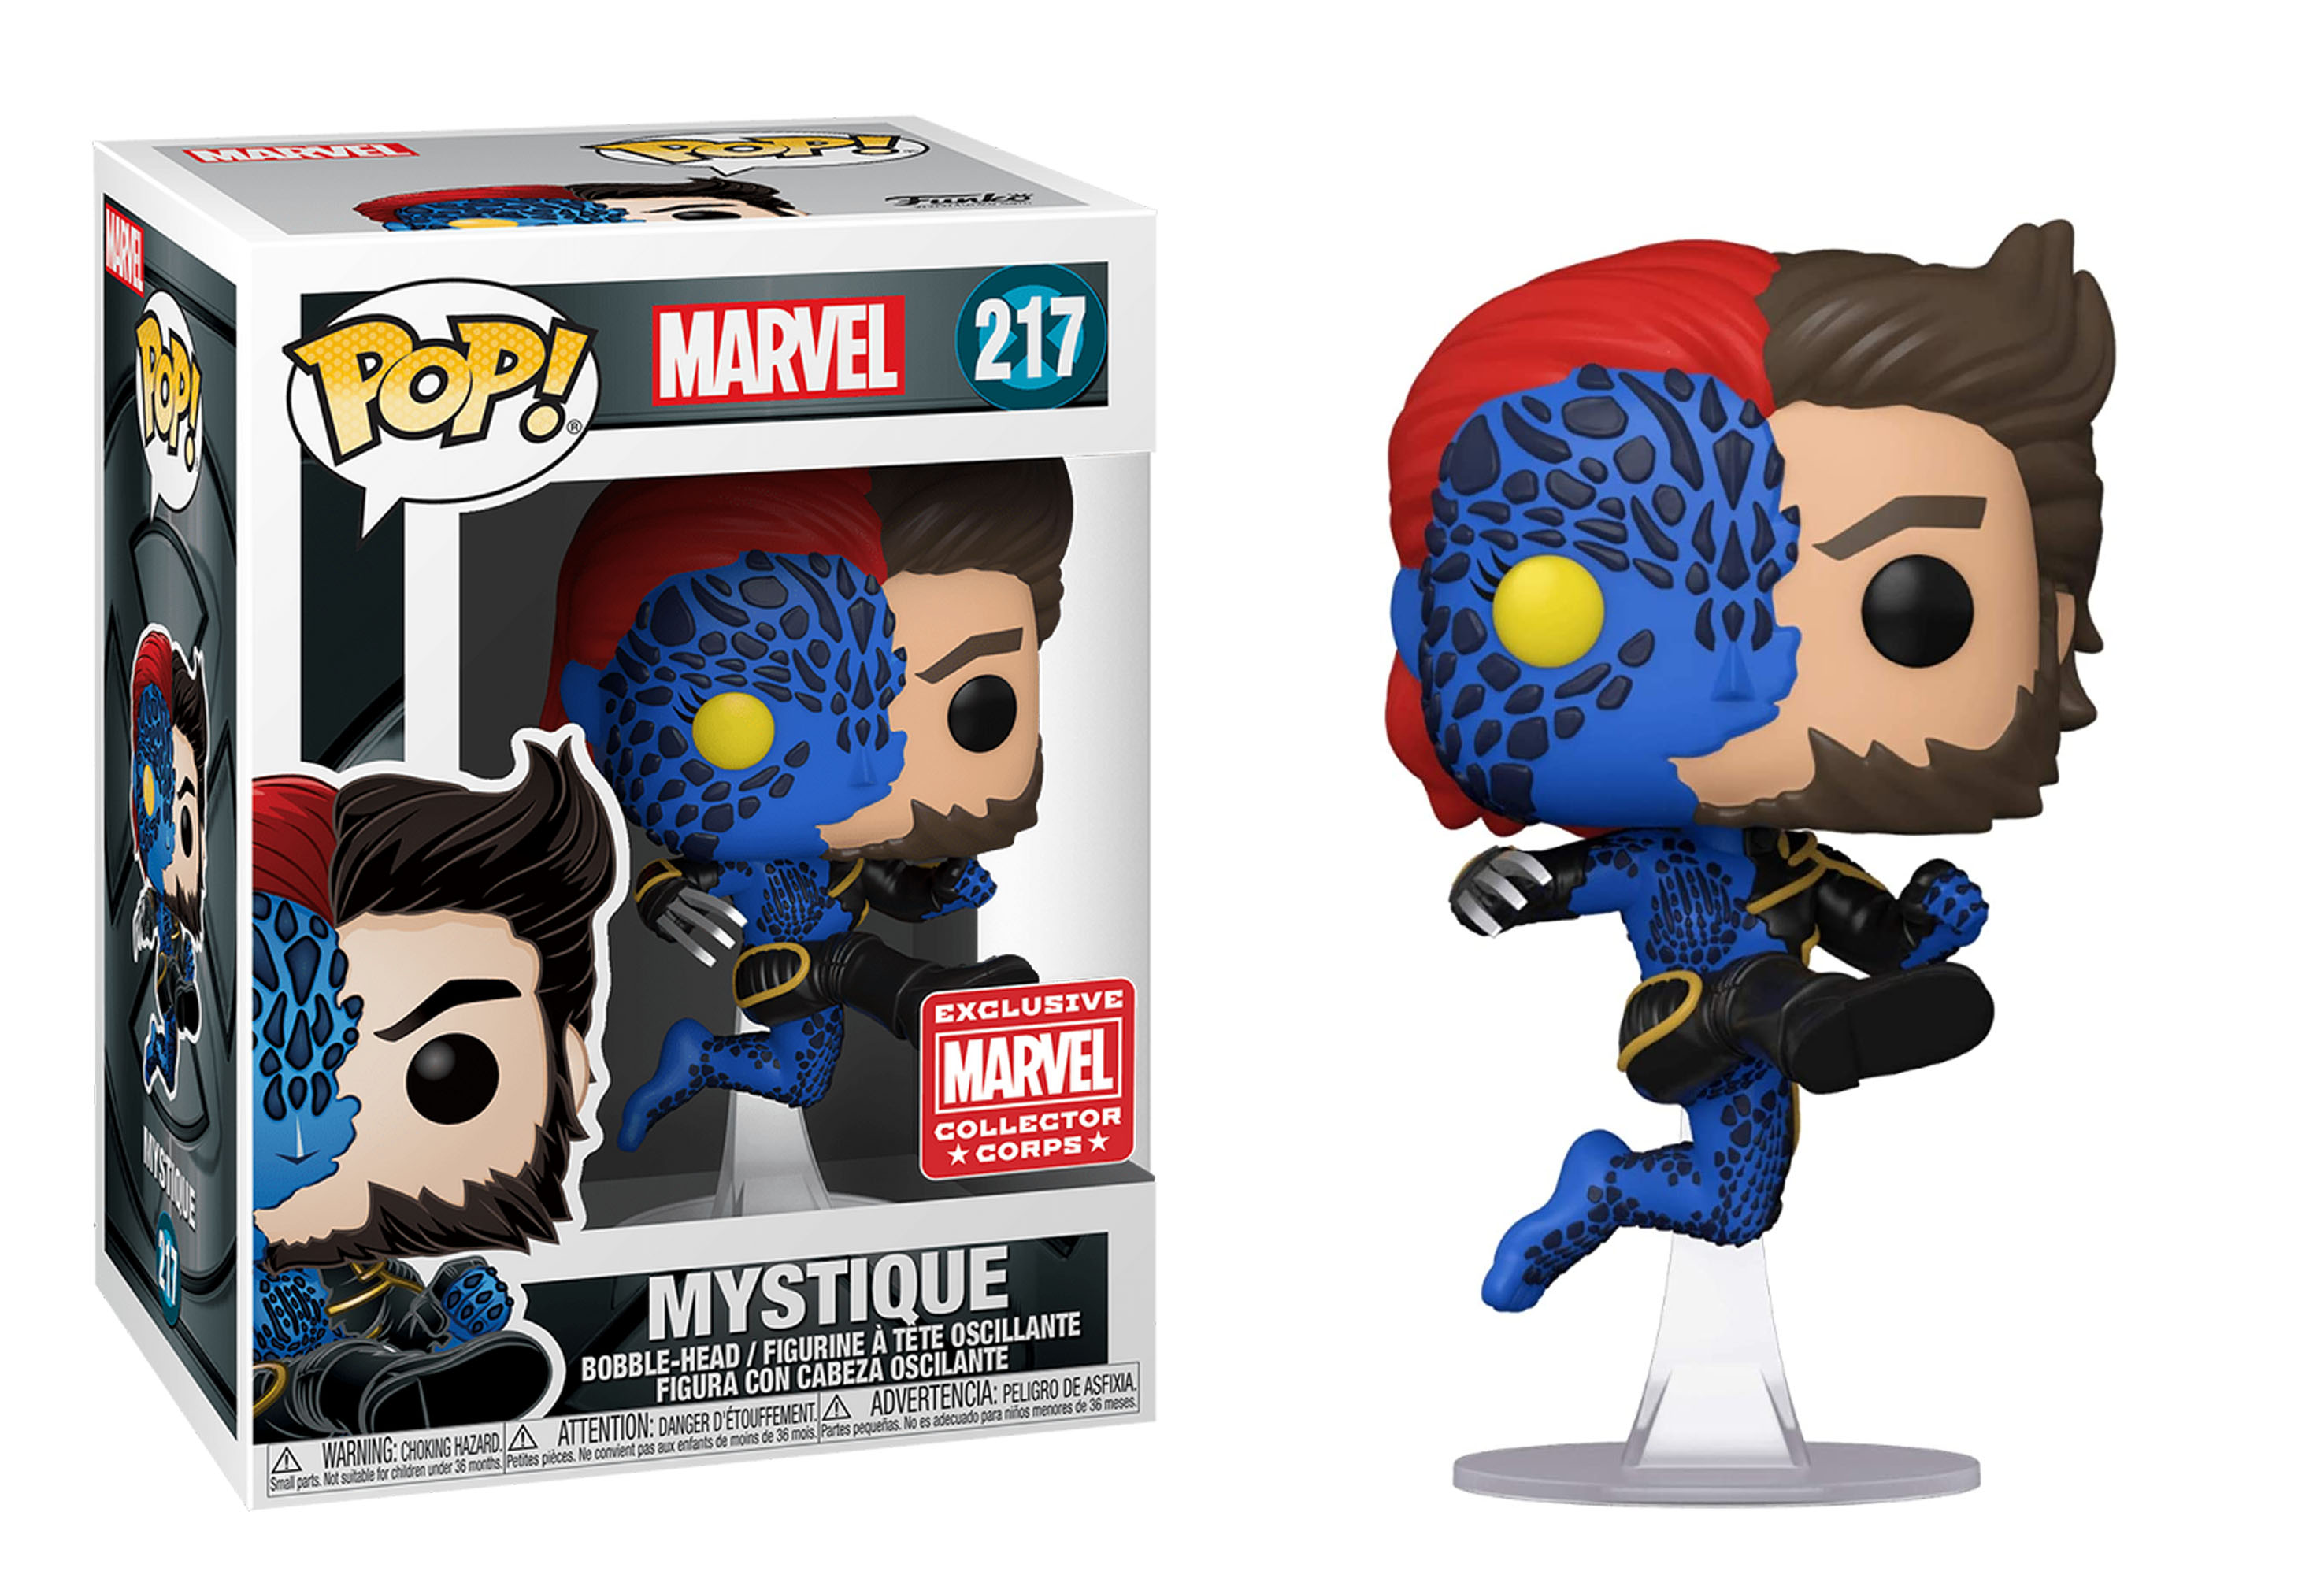 MARVEL
POP!
Funko
MARVEL
POP!
MYSTIQUE
217
POP!®
MARVEL
217
EXCLUSIVE
MARVEL
COLLECTOR
★ CORPS ★
MYSTIQUE
BOBBLE-HEAD / FIGURINE À TÊTE OSCILLANTE
FIGURA CON CABEZA OSCILANTE
WARNING: CHOKING HAZARD.
Small parts. Not suitable for children under 36 months.
ATTENTION: DANGER D'ÉTOUFFEMENT.
Petites pièces. Ne convient pas aux enfants de moins de 36 mois.
ADVERTENCIA: PELIGRO DE ASFIXIA.
Partes pequeñas. No es adecuado para niños menores de 36 meses.